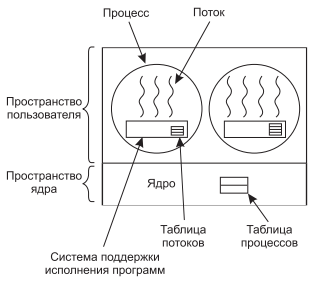 Процесс
Поток
Пространство
пользователя
Пространство
ядра
Ядро
Таблица
потоков
Таблица
процессов
Система поддержки
исполнения программ